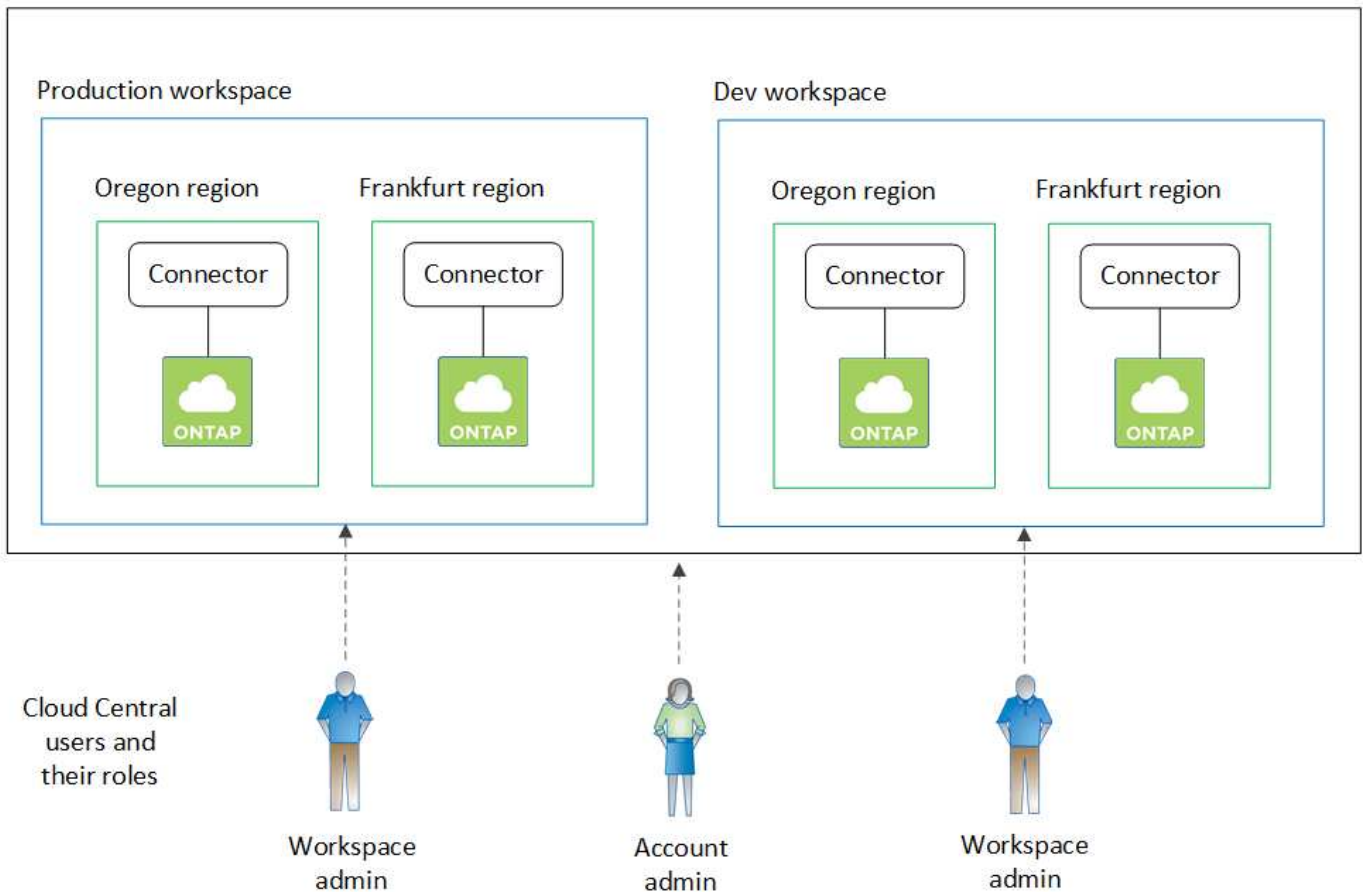 Production workspace
Dev workspace
Oregon region
Frankfurt region
Oregon region
Frankfurt region
Connector
Connector
Connector
Connector
ONTAP
ONTAP
ONTAP
ONTAP
Cloud Central
users and
their roles
Workspace
admin
Account
admin
Workspace
admin